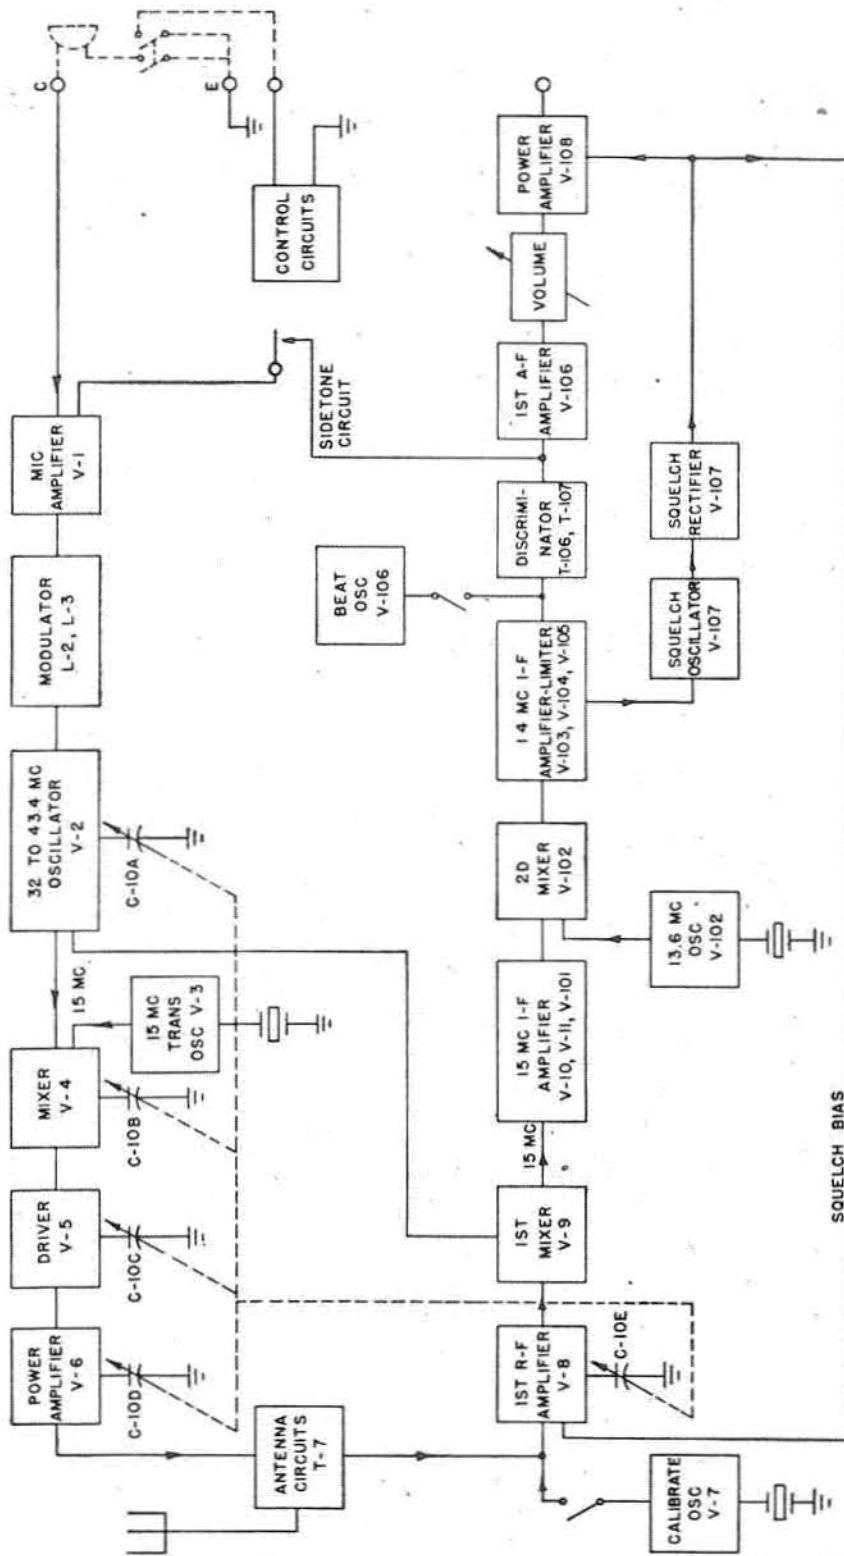 POWER
AMPLIFIER
V-6
DRIVER
V-5
MIXER
V-4
32 TO 43.4 MC
OSCILLATOR
V-2
MODULATOR
L-2, L-3
MIC
AMPLIFIER
V-1
C
C-10D
C-10C
C-10B
15 MC
15 MC
TRANS
OSC V-3
C-10A
E
CONTROL
CIRCUITS
SIDETONE
CIRCUIT
ANTENNA
CIRCUITS
T-7
BEAT
OSC
V-106
1ST R-F
AMPLIFIER
V-8
C-10E
1ST
MIXER
V-9
15 MC
15 MC I-F
AMPLIFIER
V-10, V-11, V-101
2D
MIXER
V-102
1 4 MC I-F
AMPLIFIER-LIMITER
V-103, V-104, V-105
DISCRIMI-
NATOR
T-106, T-107
1ST A-F
AMPLIFIER
V-106
VOLUME
POWER
AMPLIFIER
V-108
CALIBRATE
OSC
V-7
13.6 MC
OSC
V-102
SQUELCH
OSCILLATOR
V-107
SQUELCH
RECTIFIER
V-107
SQUELCH BIAS